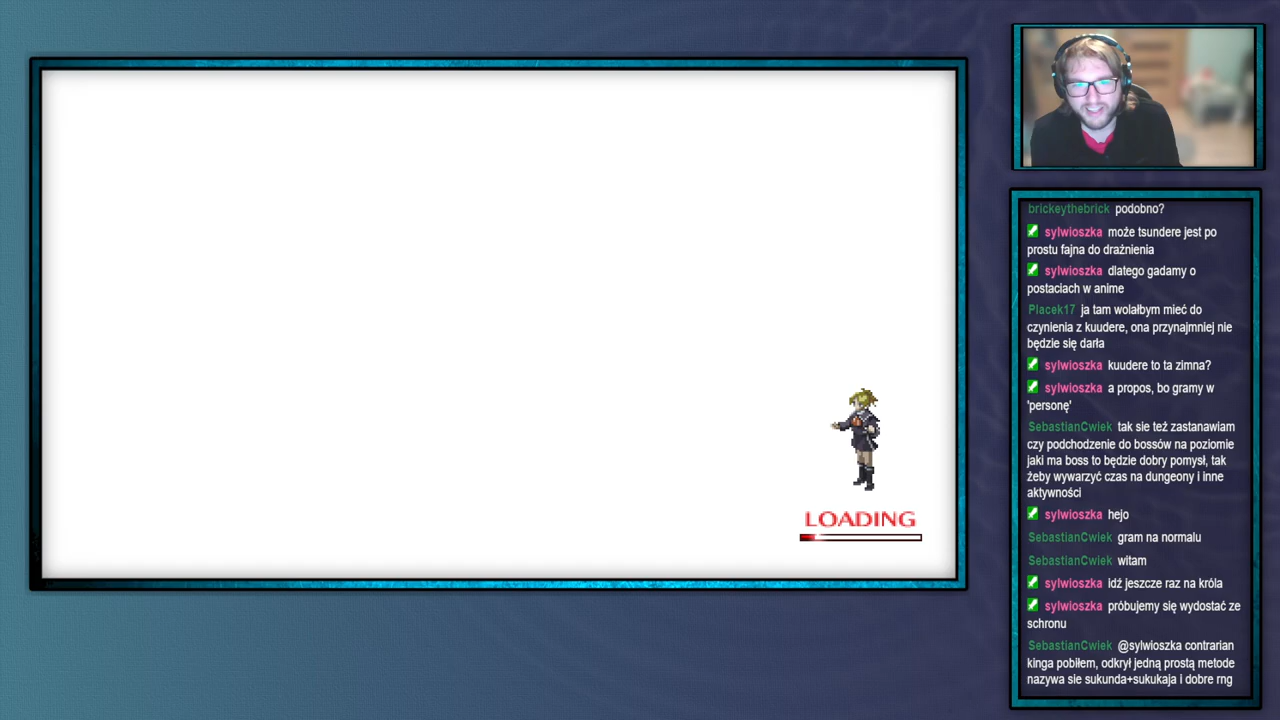 brickeythebrick podobno?
sylwioszka może tsundere jest po
prostu fajna do drażnienia
sylwioszka dlatego gadamy o
postaciach w anime
Placek17 ja tam wolałbym mieć do
czynienia z kuudere, ona przynajmniej nie
będzie się darła
sylwioszka kuudere to ta zimna?
sylwioszka a propos, bo gramy w
'personę'
SebastianCwiek tak sie też zastanawiam
czy podchodzenie do bossów na poziomie
jaki ma boss to będzie dobry pomysł, tak
żeby wywarzyć czas na dungeony i inne
aktywności
sylwioszka hejo
SebastianCwiek gram na normalu
SebastianCwiek witam
sylwioszka idź jeszcze raz na króla
sylwioszka próbujemy się wydostać ze
schronu
SebastianCwiek @sylwioszka contrarian
kinga pobiłem, odkrył jedną prostą metode
nazywa sie sukunda+sukukaja i dobre rng
LOADING